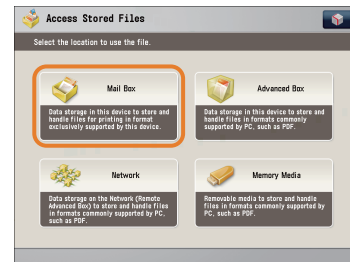 Access Stored Files
Select the location to use the file.
Mail Box
Data storage in this device to store and
handle files for printing in format
exclusively supported by this device.
Advanced Box
Data storage in this device to store and
handle files in formats commonly
supported by PC, such as PDF.
Network
Data storage on the Network (Remote
Advanced Box) to store and handle files
in formats commonly supported by PC,
such as PDF.
Memory Media
Removable media to store and handle
files in formats commonly supported by
PC, such as PDF.